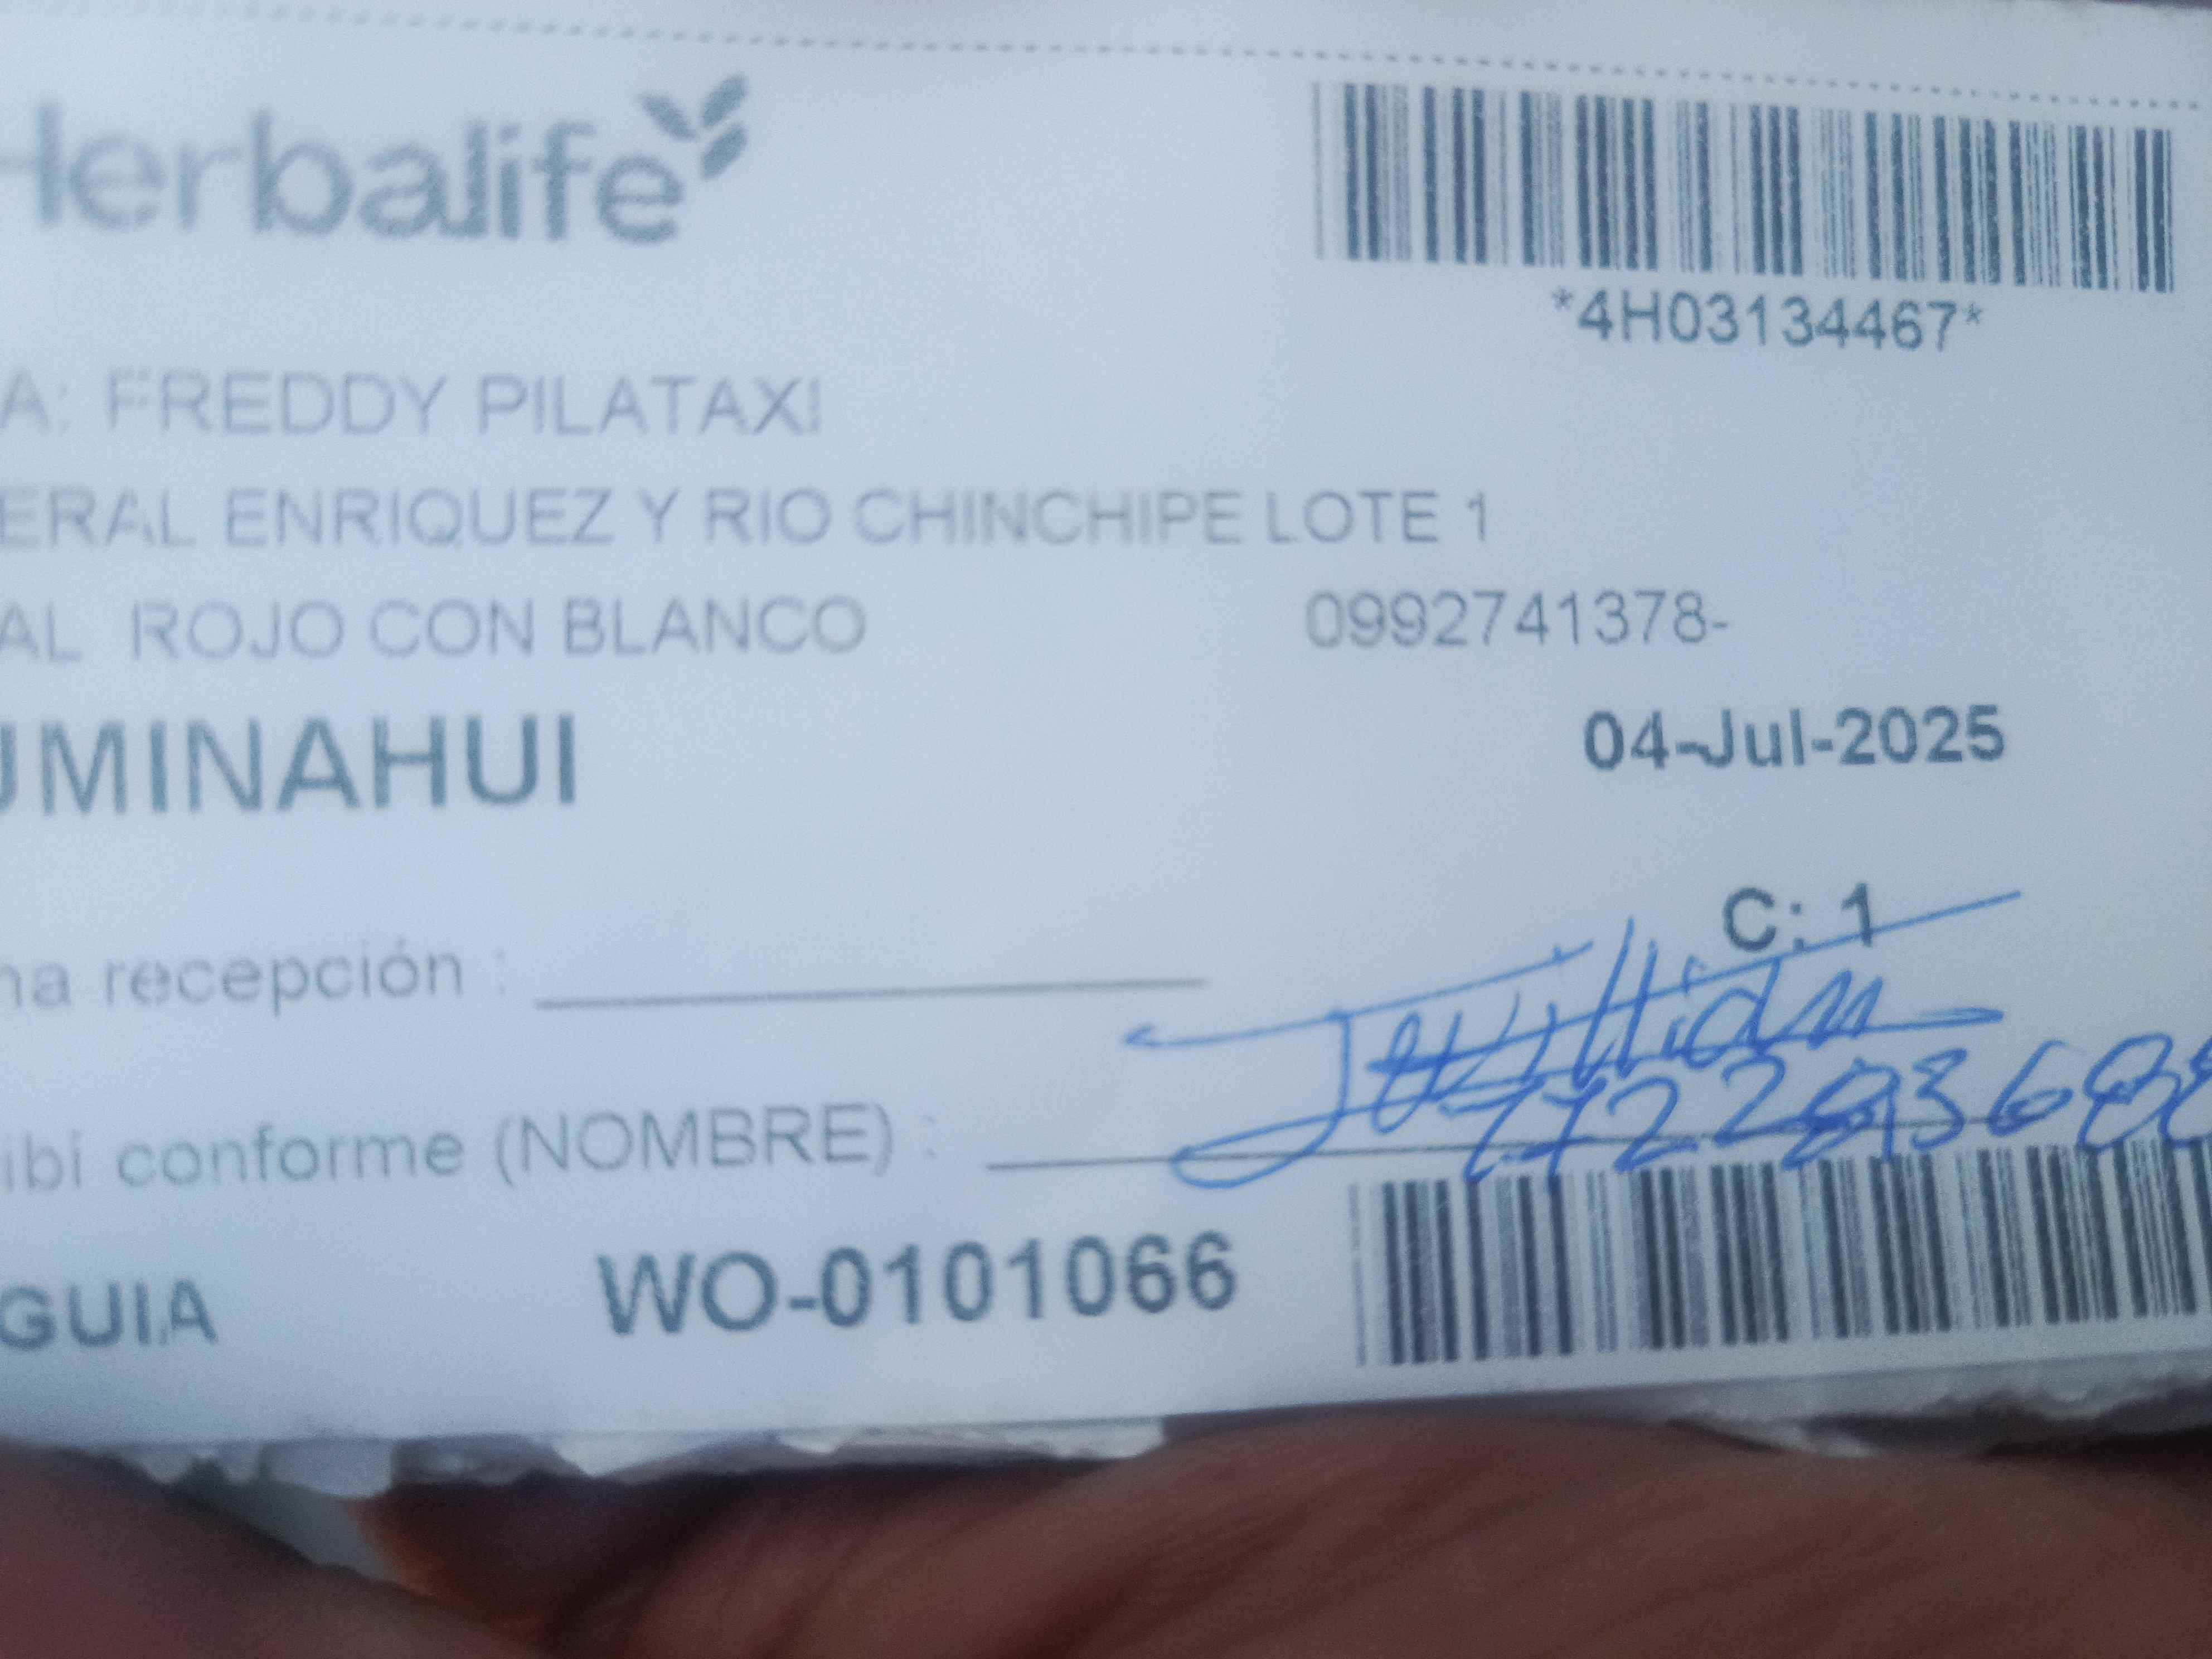 Herbalife
*4H03134467*
A: FREDDY PILATAXI
ERAL ENRIQUEZ Y RIO CHINCHIPE LOTE 1
AL ROJO CON BLANCO 0992741378-
UMINAHUI 04-Jul-2025
C: 1
na recepción :
ibí conforme (NOMBRE) :
GUIA WO-0101066